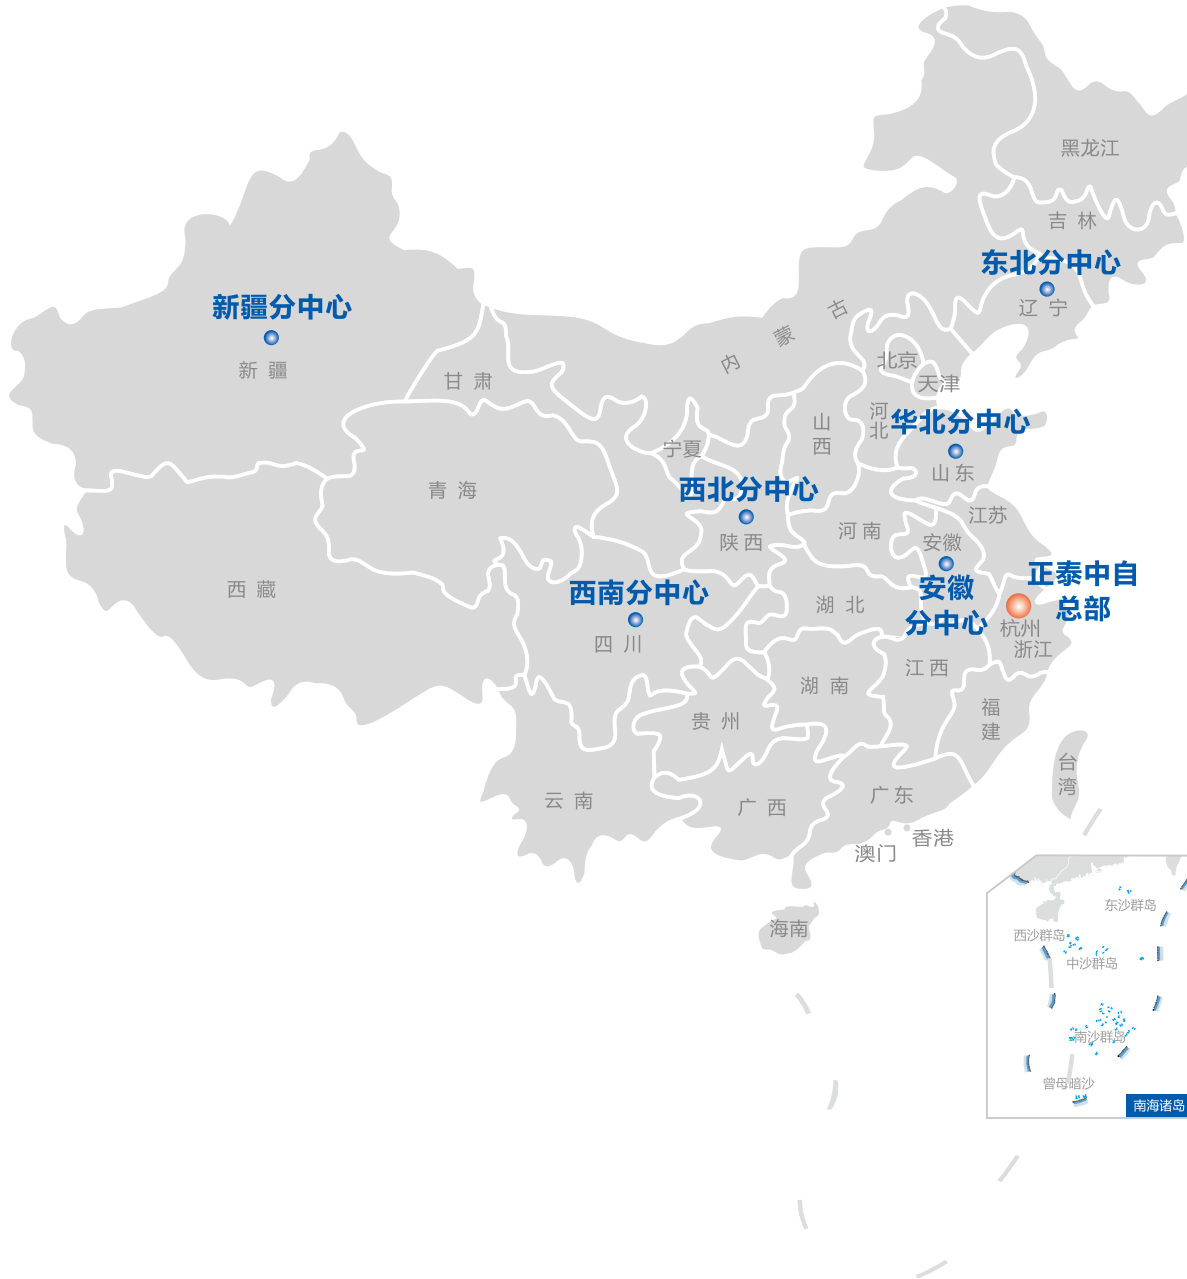 黑龙江
吉林
东北分中心
辽宁
新疆分中心
新疆
内蒙古
北京
天津
甘肃
河北
华北分中心
山西
宁夏
山东
青海
西北分中心
陕西
河南
江苏
安徽
西藏
西南分中心
四川
湖北
安徽
分中心
正泰中自
总部
杭州
浙江
江西
湖南
贵州
福建
台湾
云南
广西
广东
香港
澳门
海南
东沙群岛
西沙群岛
中沙群岛
南沙群岛
曾母暗沙
南海诸岛